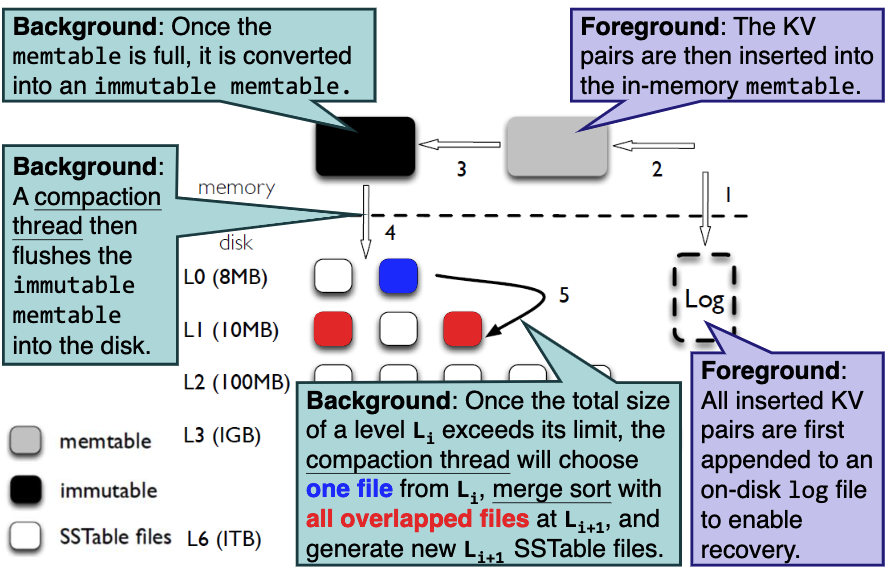 Background: Once the
memtable is full, it is converted
into an immutable memtable.
Foreground: The KV
pairs are then inserted into
the in-memory memtable.
Background:
A compaction
thread then
flushes the
immutable
memtable
into the disk.
memory
disk
3
2
1
4
5
L0 (8MB)
L1 (10MB)
L2 (100MB)
L3 (1GB)
L6 (1TB)
Log
memtable
immutable
SSTable files
Background: Once the total size
of a level Li exceeds its limit, the
compaction thread will choose
one file from Li, merge sort with
all overlapped files at Li+1, and
generate new Li+1 SSTable files.
Foreground:
All inserted KV
pairs are first
appended to an
on-disk log file
to enable
recovery.